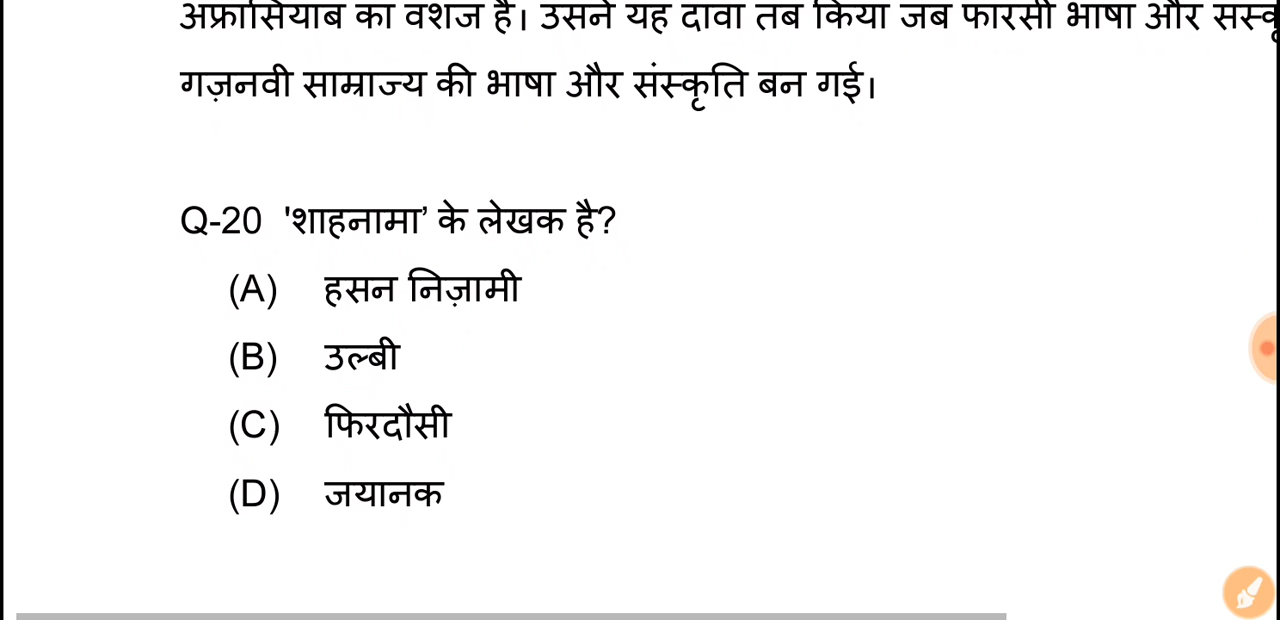 अफ्रासियाब का वंशज है। उसने यह दावा तब किया जब फारसी भाषा और
गज़नवी साम्राज्य की भाषा और संस्कृति बन गई।
Q-20 'शाहनामा’ के लेखक है?
(A) हसन निज़ामी
(B) उल्बी
(C) फिरदौसी
(D) जयानक